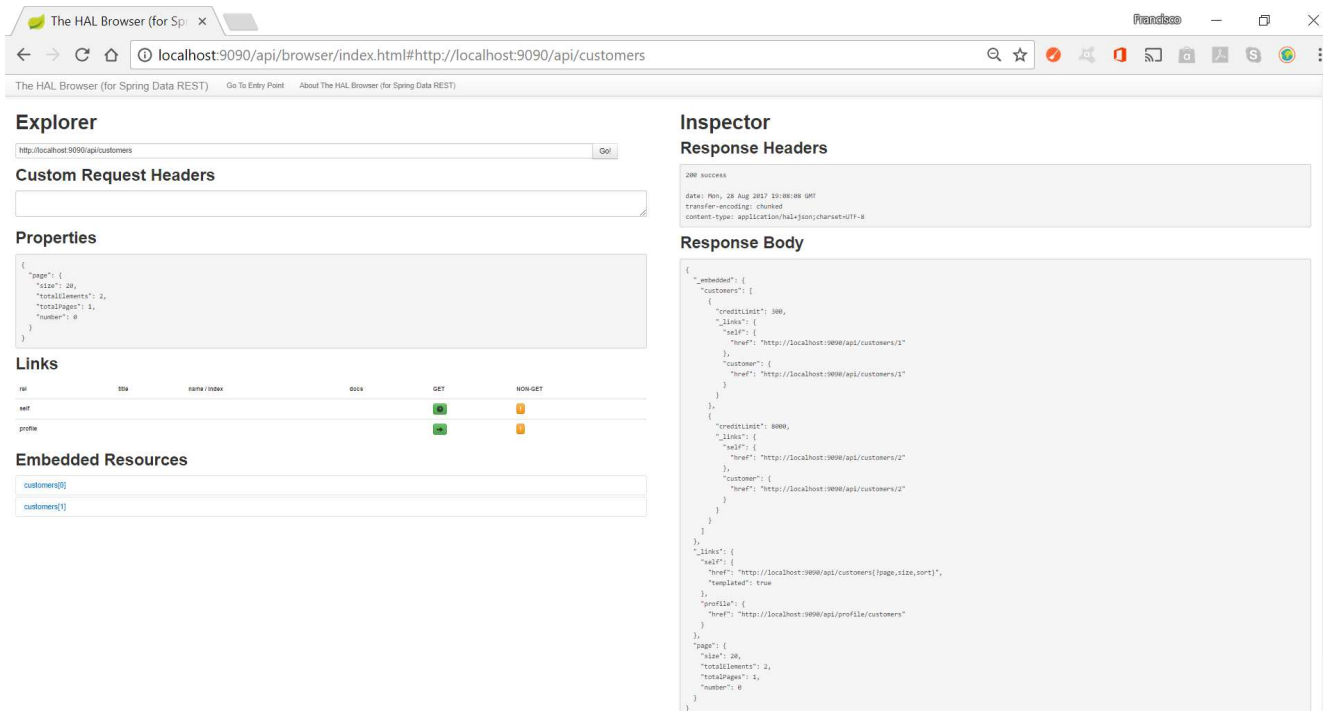 The HAL Browser (for Spr
Francisco
localhost:9090/api/browser/index.html#http://localhost:9090/api/customers
The HAL Browser (for Spring Data REST) Go To Entry Point About The HAL Browser (for Spring Data REST)
Explorer
http://localhost:9090/api/customers Go!
Custom Request Headers
Properties
{
"page": {
"size": 20,
"totalElements": 2,
"totalPages": 1,
"number": 0
}
}
Links
rel title name / index docs GET NON-GET
self
profile
Embedded Resources
customers[0]
customers[1]
Inspector
Response Headers
200 success
date: Mon, 28 Aug 2017 19:08:08 GMT
transfer-encoding: chunked
content-type: application/hal+json;charset=UTF-8
Response Body
{
"_embedded": {
"customers": [
{
"creditLimit": 300,
"_links": {
"self": {
"href": "http://localhost:9090/api/customers/1"
},
"customer": {
"href": "http://localhost:9090/api/customers/1"
}
}
},
{
"creditLimit": 8000,
"_links": {
"self": {
"href": "http://localhost:9090/api/customers/2"
},
"customer": {
"href": "http://localhost:9090/api/customers/2"
}
}
}
]
},
"_links": {
"self": {
"href": "http://localhost:9090/api/customers{?page,size,sort}",
"templated": true
},
"profile": {
"href": "http://localhost:9090/api/profile/customers"
}
},
"page": {
"size": 20,
"totalElements": 2,
"totalPages": 1,
"number": 0
}
}